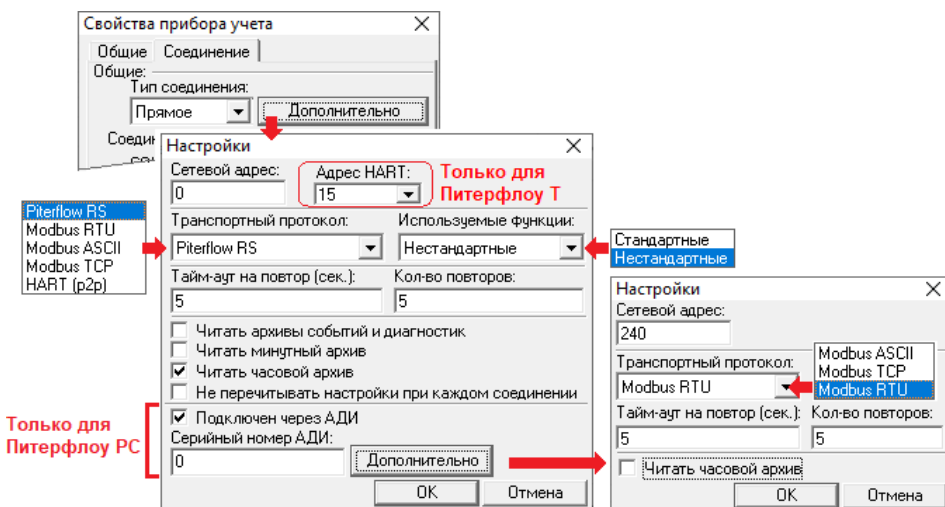 Свойства прибора учета
Общие Соединение
Общие:
Тип соединения:
Прямое Дополнительно
Настройки
Сетевой адрес: Адрес HART:
0 15
Только для
Питерфлоу Т
Транспортный протокол: Используемые функции:
Piterflow RS Нестандартные
Piterflow RS
Modbus RTU
Modbus ASCII
Modbus TCP
HART (p2p)
Стандартные
Нестандартные
Тайм-аут на повтор (сек.): Кол-во повторов:
5 5
Читать архивы событий и диагностик
Читать минутный архив
Читать часовой архив
Не перечитывать настройки при каждом соединении
Только для
Питерфлоу РС
Подключен через АДИ
Серийный номер АДИ:
0 Дополнительно
OK Отмена
Настройки
Сетевой адрес:
240
Транспортный протокол:
Modbus RTU
Modbus ASCII
Modbus TCP
Modbus RTU
Тайм-аут на повтор (сек.): Кол-во повторов:
5 5
Читать часовой архив
OK Отмена